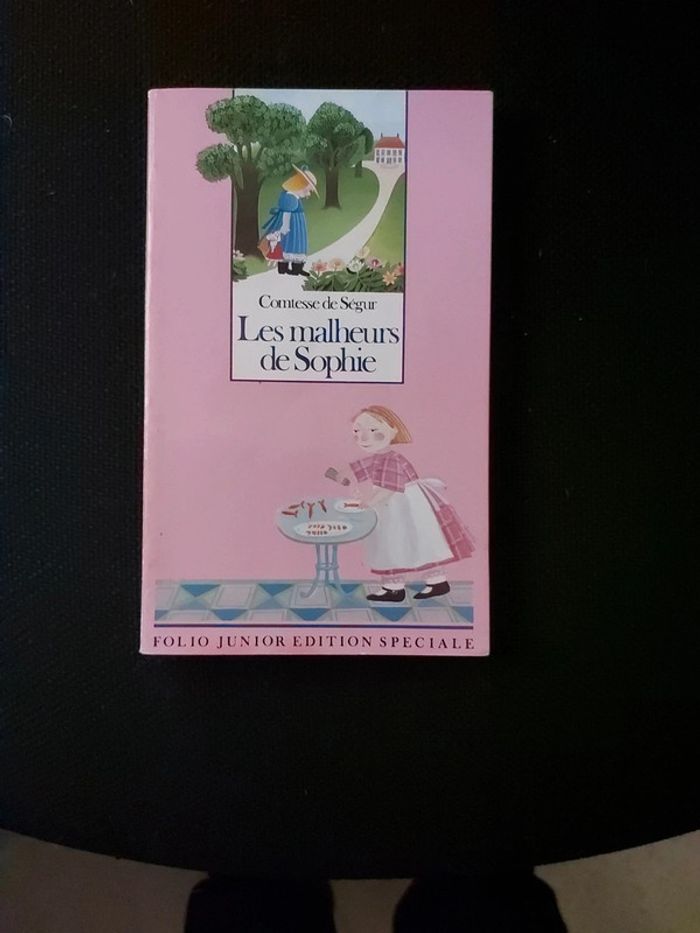 Comtesse de Ségur
Les malheurs
de Sophie
FOLIO JUNIOR EDITION SPECIALE